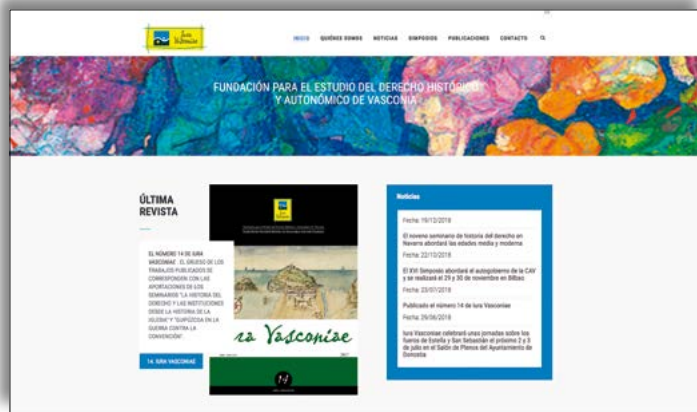 Iura
Vasconiae
INICIO QUIÉNES SOMOS NOTICIAS SIMPOSIOS PUBLICACIONES CONTACTO
FUNDACIÓN PARA EL ESTUDIO DEL DERECHO HISTÓRICO
Y AUTONÓMICO DE VASCONIA
ÚLTIMA
REVISTA
EL NÚMERO 14 DE IURA
VASCONIAE . EL GRUESO DE LOS
TRABAJOS PUBLICADOS SE
CORRESPONDEN CON LAS
APORTACIONES DE LOS
SEMINARIOS "LA HISTORIA DEL
DERECHO Y LAS INSTITUCIONES
DESDE LA HISTORIA DE LA
IGLESIA" Y "GUIPÚZCOA EN LA
GUERRA CONTRA LA
CONVENCIÓN".
14. IURA VASCONIAE
ra Vasconiae
2017
14
Noticias
Fecha: 19/12/2018
El noveno seminario de historia del derecho en
Navarra abordará las edades media y moderna
Fecha: 22/10/2018
El XVI Simposio abordará el autogobierno de la CAV
y se realizará el 29 y 30 de noviembre en Bilbao
Fecha: 23/07/2018
Publicado el número 14 de Iura Vasconiae
Fecha: 29/06/2018
Iura Vasconiae celebrará unas jornadas sobre los
fueros de Estella y San Sebastián el próximo 2 y 3
de julio en el Salón de Plenos del Ayuntamiento de
Donostia